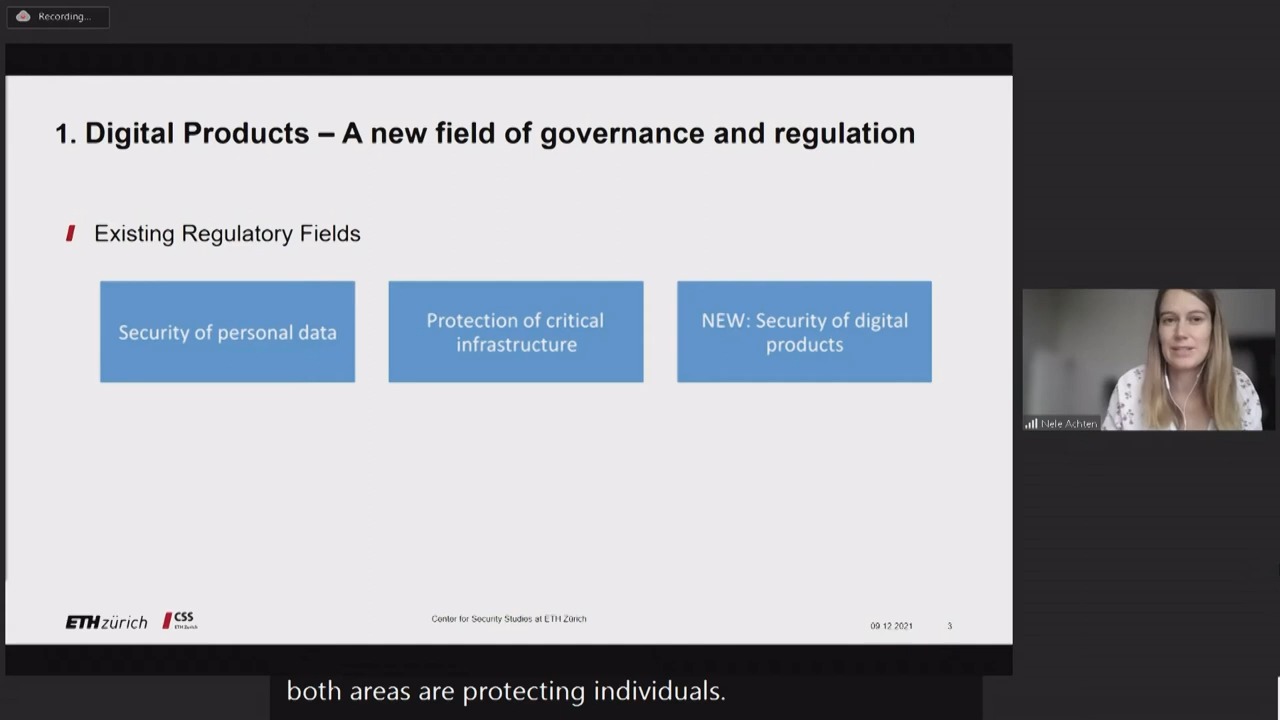 Recording...
1. Digital Products – A new field of governance and regulation
Existing Regulatory Fields
Security of personal data
Protection of critical
infrastructure
NEW: Security of digital
products
Nele Achten
ETH zürich
CSS
ETH Zurich
Center for Security Studies at ETH Zürich
09.12.2021
3
both areas are protecting individuals.